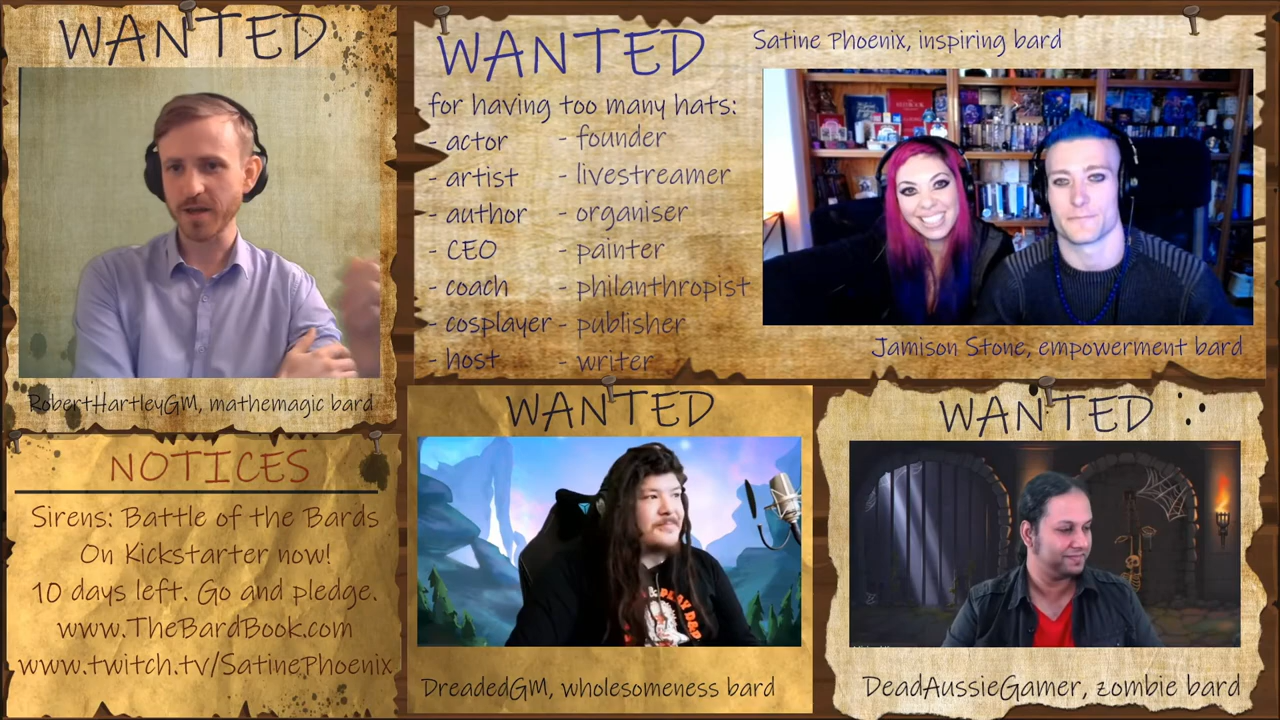 WANTED
RobertHartleyGM, mathemagic bard
NOTICES
Sirens: Battle of the Bards
On Kickstarter now!
10 days left. Go and pledge.
www.TheBardBook.com
www.twitch.tv/SatinePhoenix
WANTED
for having too many hats:
- actor
- artist
- author
- CEO
- coach
- cosplayer
- host
- founder
- livestreamer
- organiser
- painter
- philanthropist
- publisher
- writer
Satine Phoenix, inspiring bard
Jamison Stone, empowerment bard
WANTED
DreadedGM, wholesomeness bard
WANTED
DeadAussieGamer, zombie bard